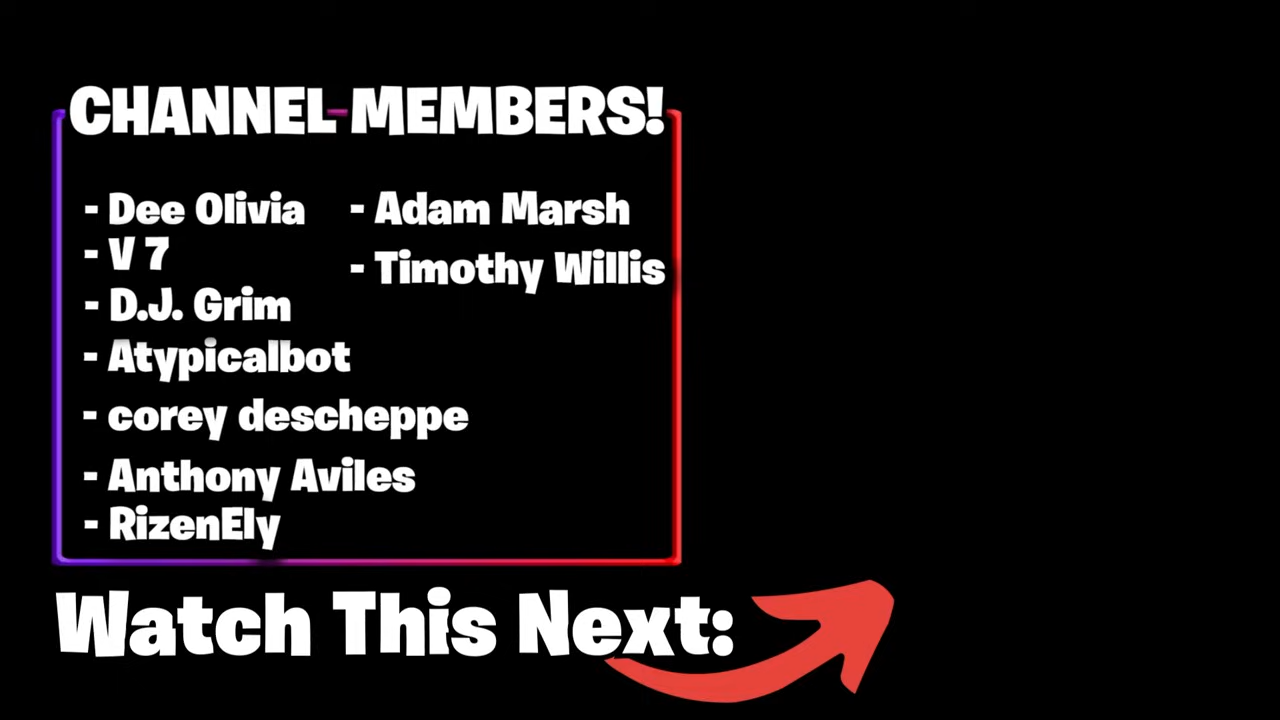 CHANNEL MEMBERS!
- Dee Olivia
- V 7
- D.J. Grim
- Atypicalbot
- corey descheppe
- Anthony Aviles
- RizenEly
- Adam Marsh
- Timothy Willis
Watch This Next: